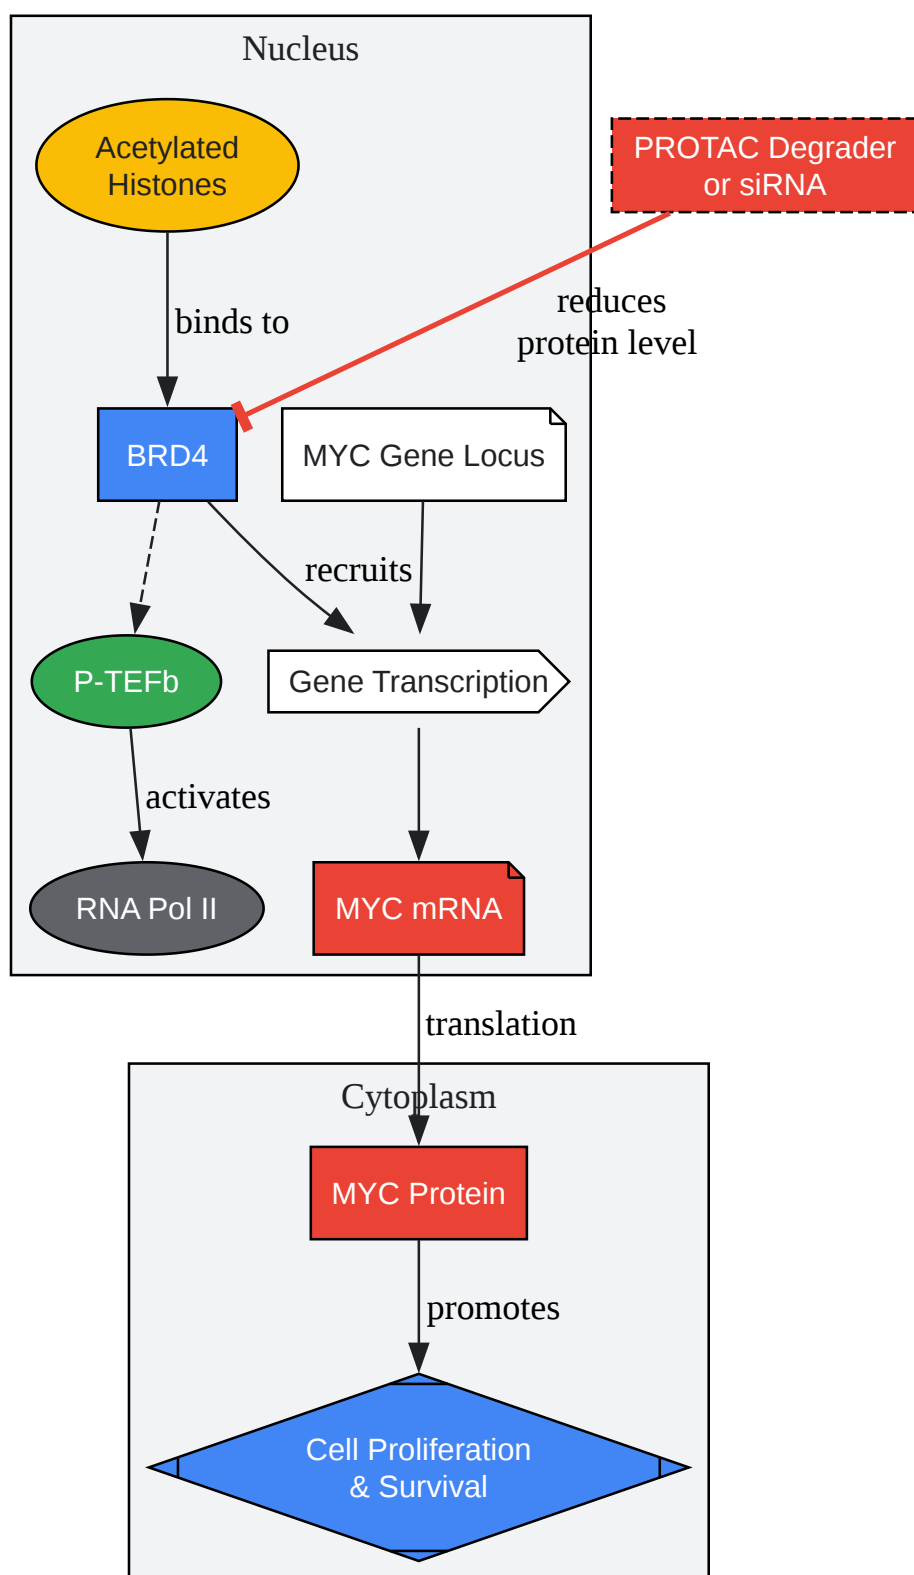 Nucleus
Acetylated
Histones
PROTAC Degrader
or siRNA
binds to
reduces
protein level
BRD4
MYC Gene Locus
recruits
P-TEFb
Gene Transcription
activates
RNA Pol II
MYC mRNA
translation
Cytoplasm
MYC Protein
promotes
Cell Proliferation
& Survival